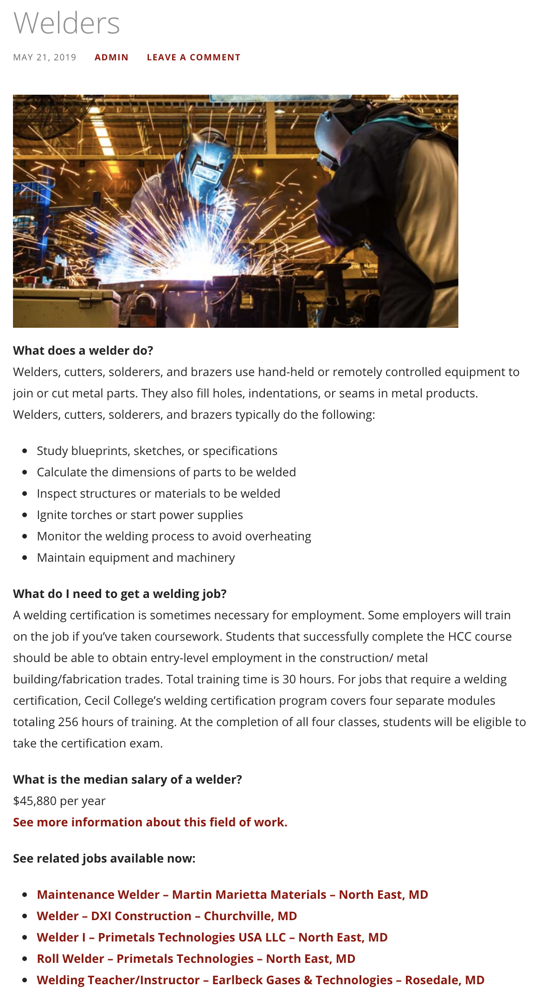 Welders
MAY 21, 2019 ADMIN LEAVE A COMMENT
What does a welder do?
Welders, cutters, solderers, and brazers use hand-held or remotely controlled equipment to
join or cut metal parts. They also fill holes, indentations, or seams in metal products.
Welders, cutters, solderers, and brazers typically do the following:
• Study blueprints, sketches, or specifications
• Calculate the dimensions of parts to be welded
• Inspect structures or materials to be welded
• Ignite torches or start power supplies
• Monitor the welding process to avoid overheating
• Maintain equipment and machinery
What do I need to get a welding job?
A welding certification is sometimes necessary for employment. Some employers will train
on the job if you’ve taken coursework. Students that successfully complete the HCC course
should be able to obtain entry-level employment in the construction/ metal
building/fabrication trades. Total training time is 30 hours. For jobs that require a welding
certification, Cecil College’s welding certification program covers four separate modules
totaling 256 hours of training. At the completion of all four classes, students will be eligible to
take the certification exam.
What is the median salary of a welder?
$45,880 per year
See more information about this field of work.
See related jobs available now:
• Maintenance Welder – Martin Marietta Materials – North East, MD
• Welder – DXI Construction – Churchville, MD
• Welder I – Primetals Technologies USA LLC – North East, MD
• Roll Welder – Primetals Technologies – North East, MD
• Welding Teacher/Instructor – Earlbeck Gases & Technologies – Rosedale, MD